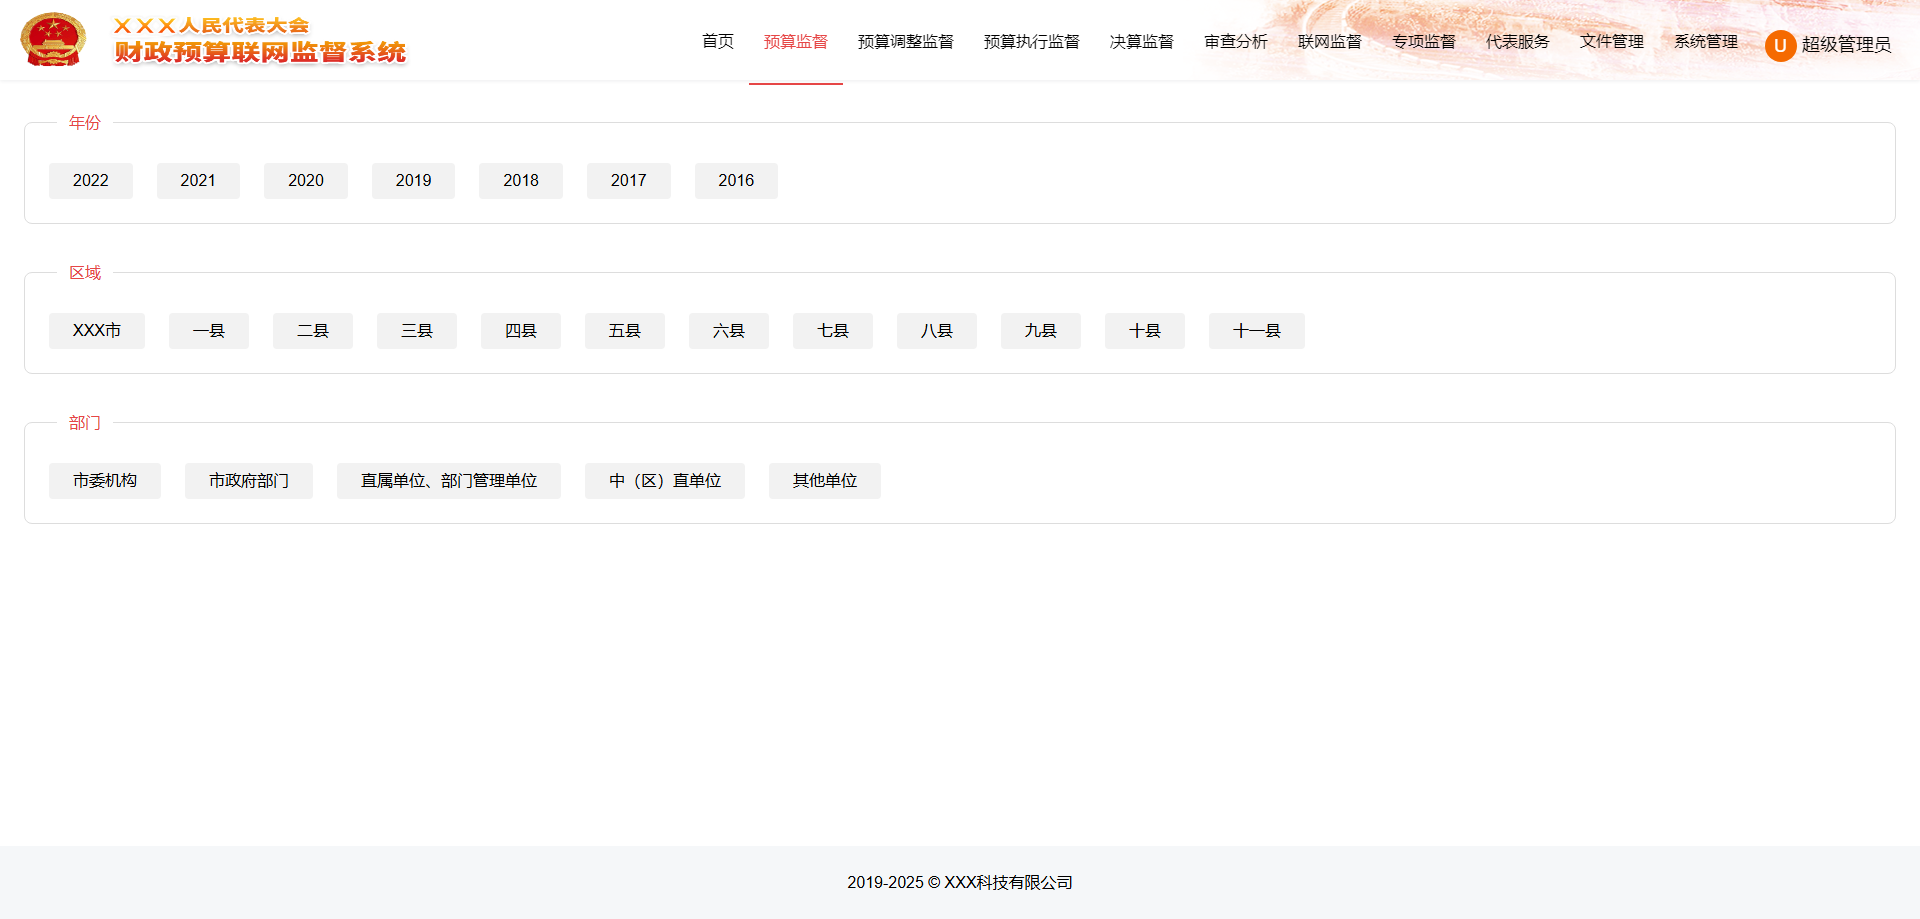 XXX人民代表大会
财政预算联网监督系统
首页 预算监督 预算调整监督 预算执行监督 决算监督 审查分析 联网监督 专项监督 代表服务 文件管理 系统管理 U 超级管理员
年份
2022 2021 2020 2019 2018 2017 2016
区域
XXX市 一县 二县 三县 四县 五县 六县 七县 八县 九县 十县 十一县
部门
市委机构 市政府部门 直属单位、部门管理单位 中（区）直单位 其他单位
2019-2025 © XXX科技有限公司